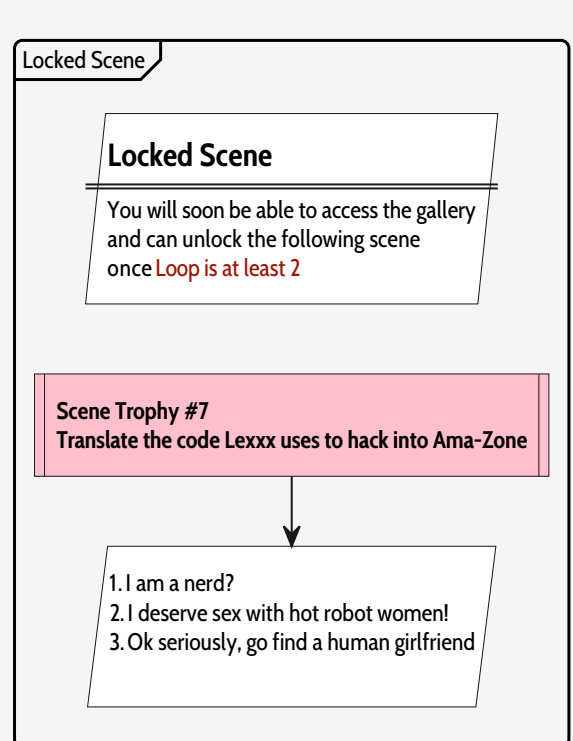 Locked Scene
Locked Scene
You will soon be able to access the gallery
and can unlock the following scene
once Loop is at least 2
Scene Trophy #7
Translate the code Lexxx uses to hack into Ama-Zone
1. I am a nerd?
2. I deserve sex with hot robot women!
3. Ok seriously, go find a human girlfriend